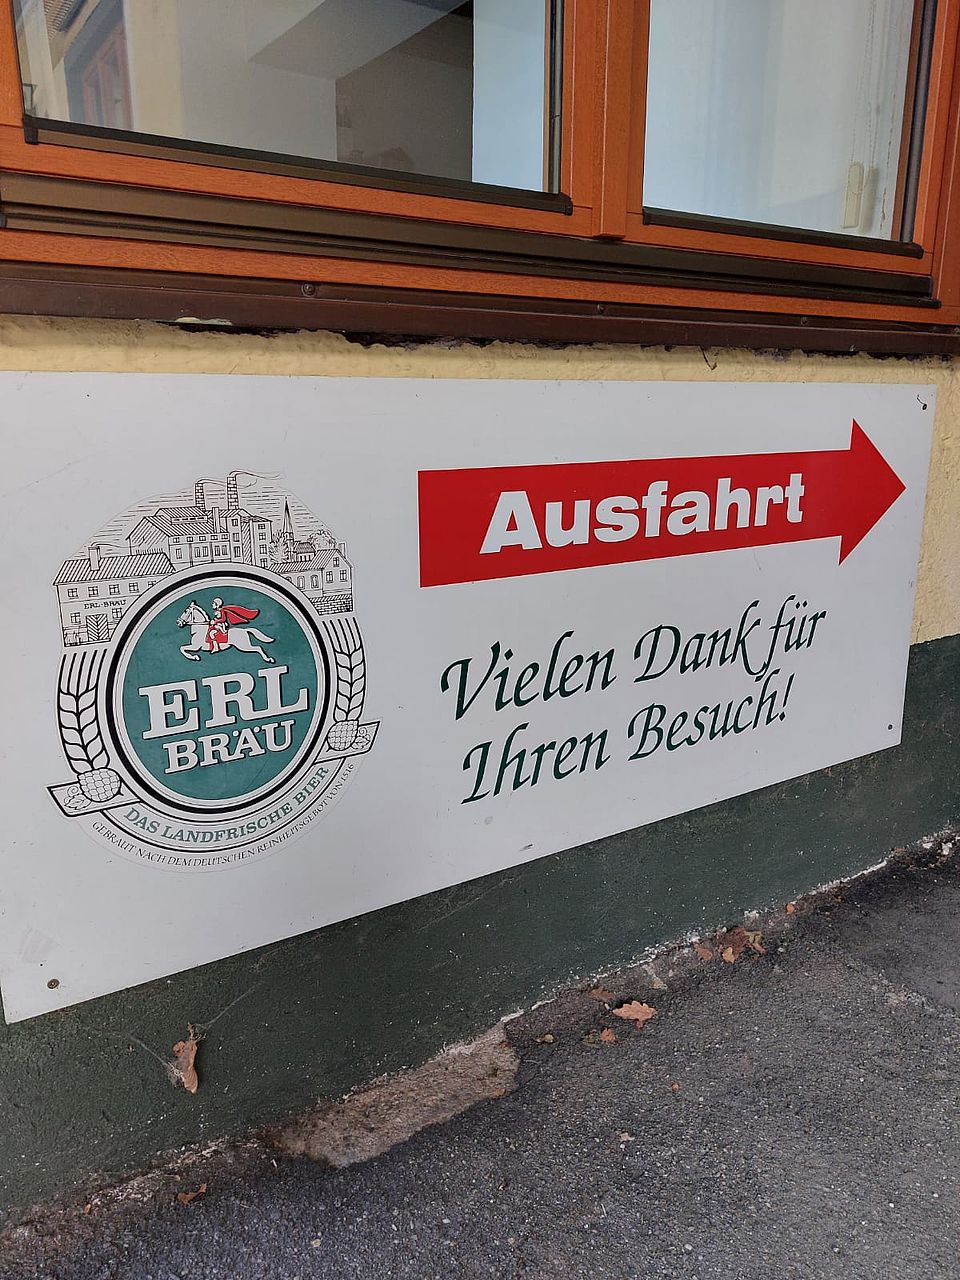 Ausfahrt
Vielen Dank für
Ihren Besuch!
ERL-BRÄU
ERL
BRÄU
DAS LANDFRISCHE BIER
GEBRAUT NACH DEM DEUTSCHEN REINHEITSGEBOT VON 1516